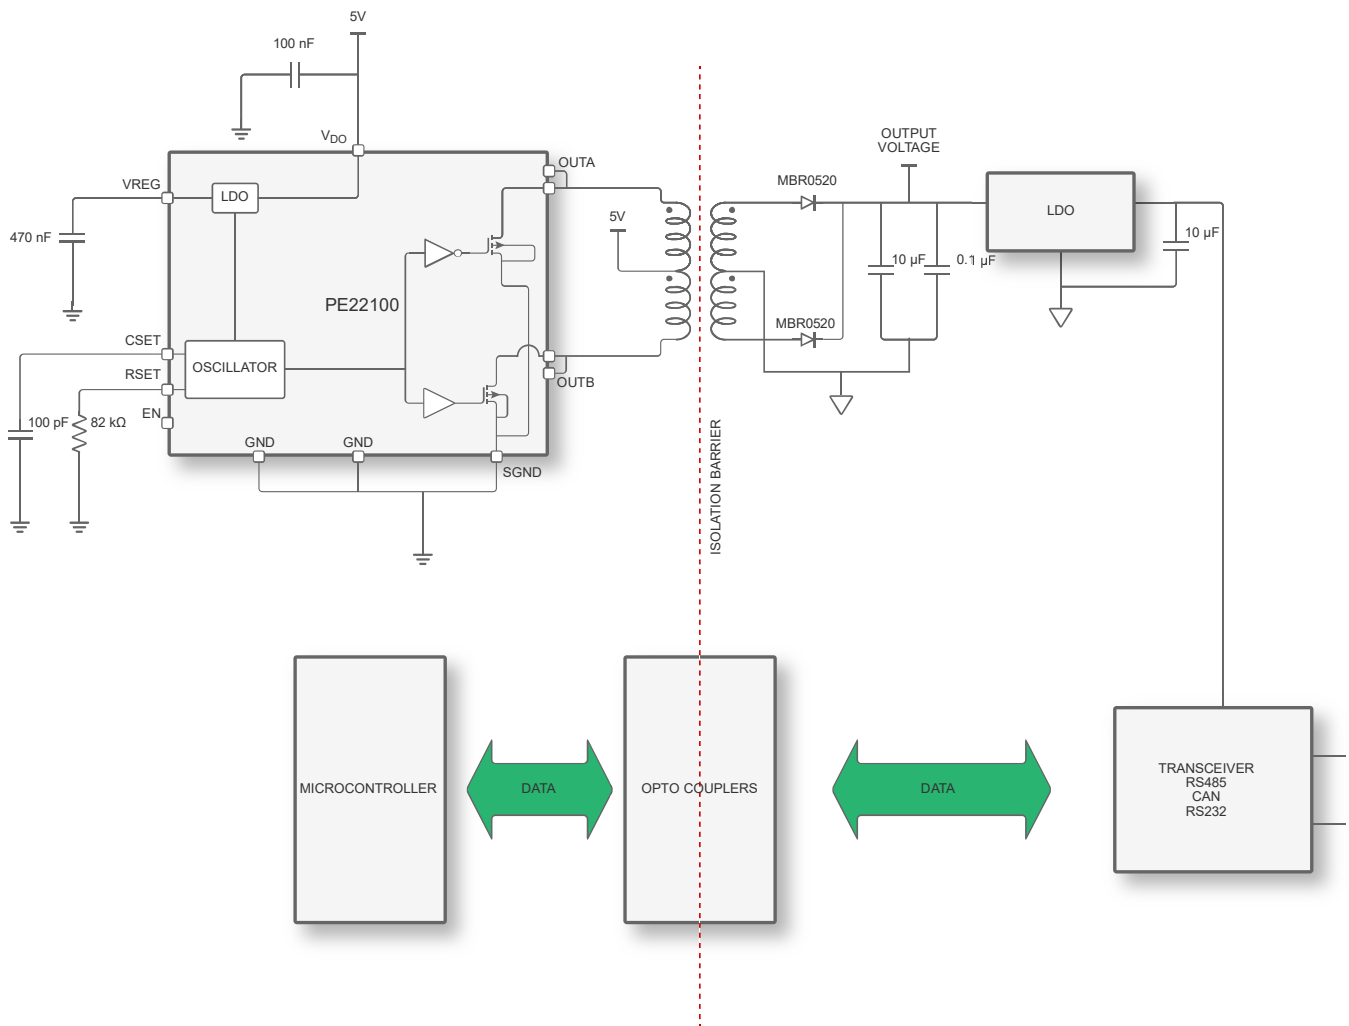 5V
100 nF
V_DO
OUTA
OUTPUT
VOLTAGE
MBR0520
VREG
LDO
LDO
5V
470 nF
10 µF
10 µF
0.1 µF
PE22100
MBR0520
CSET
OSCILLATOR
RSET
OUTB
EN
100 pF
82 kΩ
GND
GND
SGND
ISOLATION BARRIER
MICROCONTROLLER
DATA
OPTO COUPLERS
DATA
TRANSCEIVER
RS485
CAN
RS232